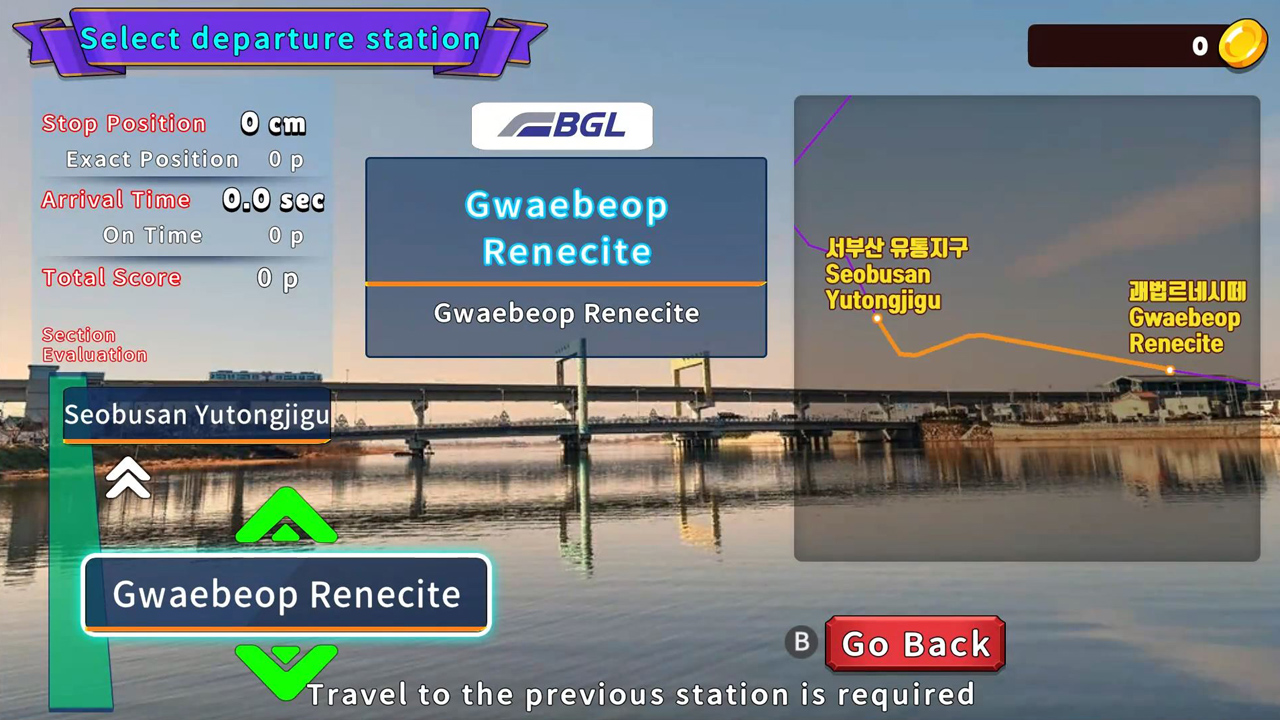 Select departure station
0
Stop Position 0 cm
Exact Position 0 p
Arrival Time 0.0 sec
On Time 0 p
Total Score 0 p
Section
Evaluation
BGL
Gwaebeop
Renecite
Gwaebeop Renecite
서부산 유통지구
Seobusan
Yutongjigu
괘법르네시떼
Gwaebeop
Renecite
Seobusan Yutongjigu
Gwaebeop Renecite
B Go Back
Travel to the previous station is required